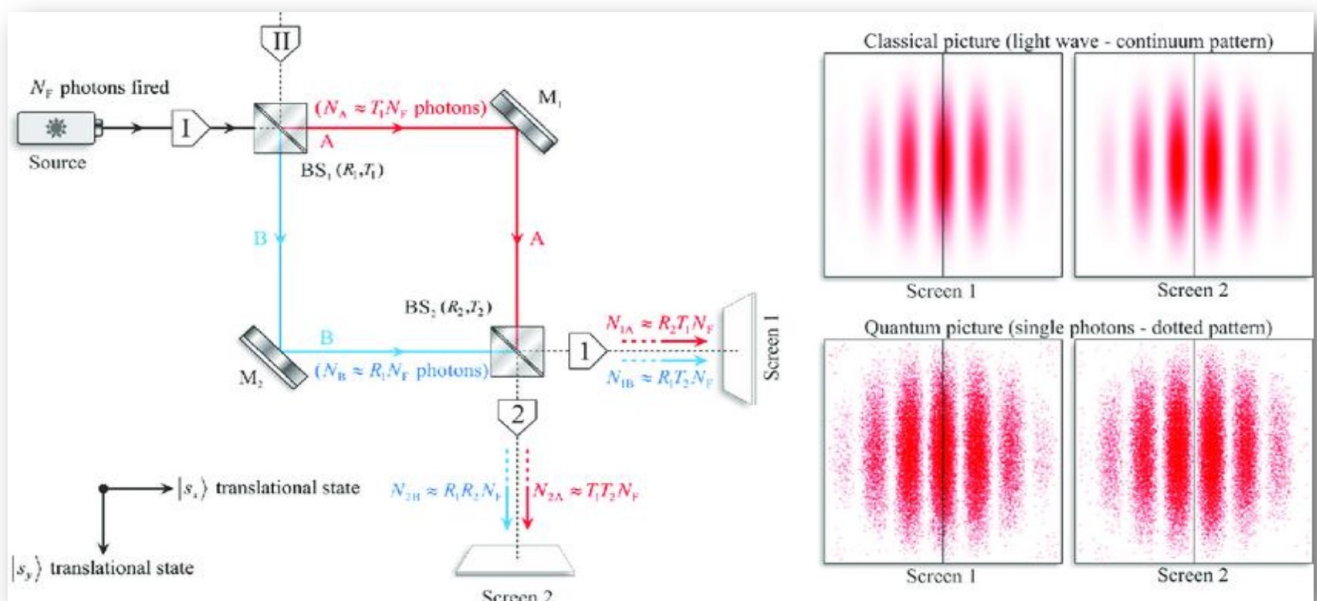 II
N_F photons fired
I
Source
(N_A ≈ T_1N_F photons)
A
M_1
BS_1 (R_1,T_1)
B
A
BS_2 (R_2,T_2)
B
M_2
(N_B ≈ R_1N_F photons)
1
N_1A ≈ R_2T_1N_F
N_1B ≈ R_1T_2N_F
Screen 1
2
N_2B ≈ R_1R_2N_F
N_2A ≈ T_1T_2N_F
Screen 2
|s_x⟩ translational state
|s_y⟩ translational state
Classical picture (light wave - continuum pattern)
Screen 1
Screen 2
Quantum picture (single photons - dotted pattern)
Screen 1
Screen 2